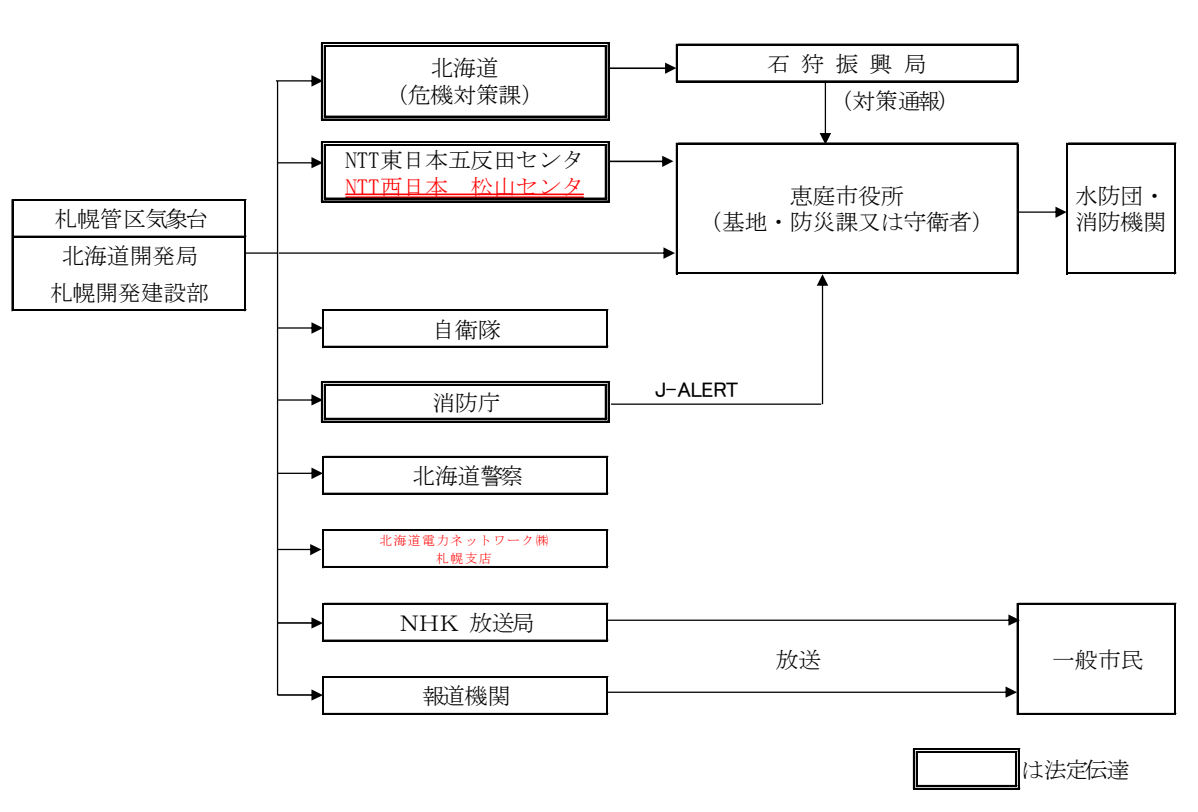 北海道
(危機対策課)
石狩振興局
(対策通報)
NTT東日本五反田センタ
NTT西日本　松山センタ
恵庭市役所
(基地・防災課又は守衛者)
水防団・
消防機関
札幌管区気象台
北海道開発局
札幌開発建設部
自衛隊
消防庁
J-ALERT
北海道警察
北海道電力ネットワーク㈱
札幌支店
NHK 放送局
放送
一般市民
報道機関
は法定伝達